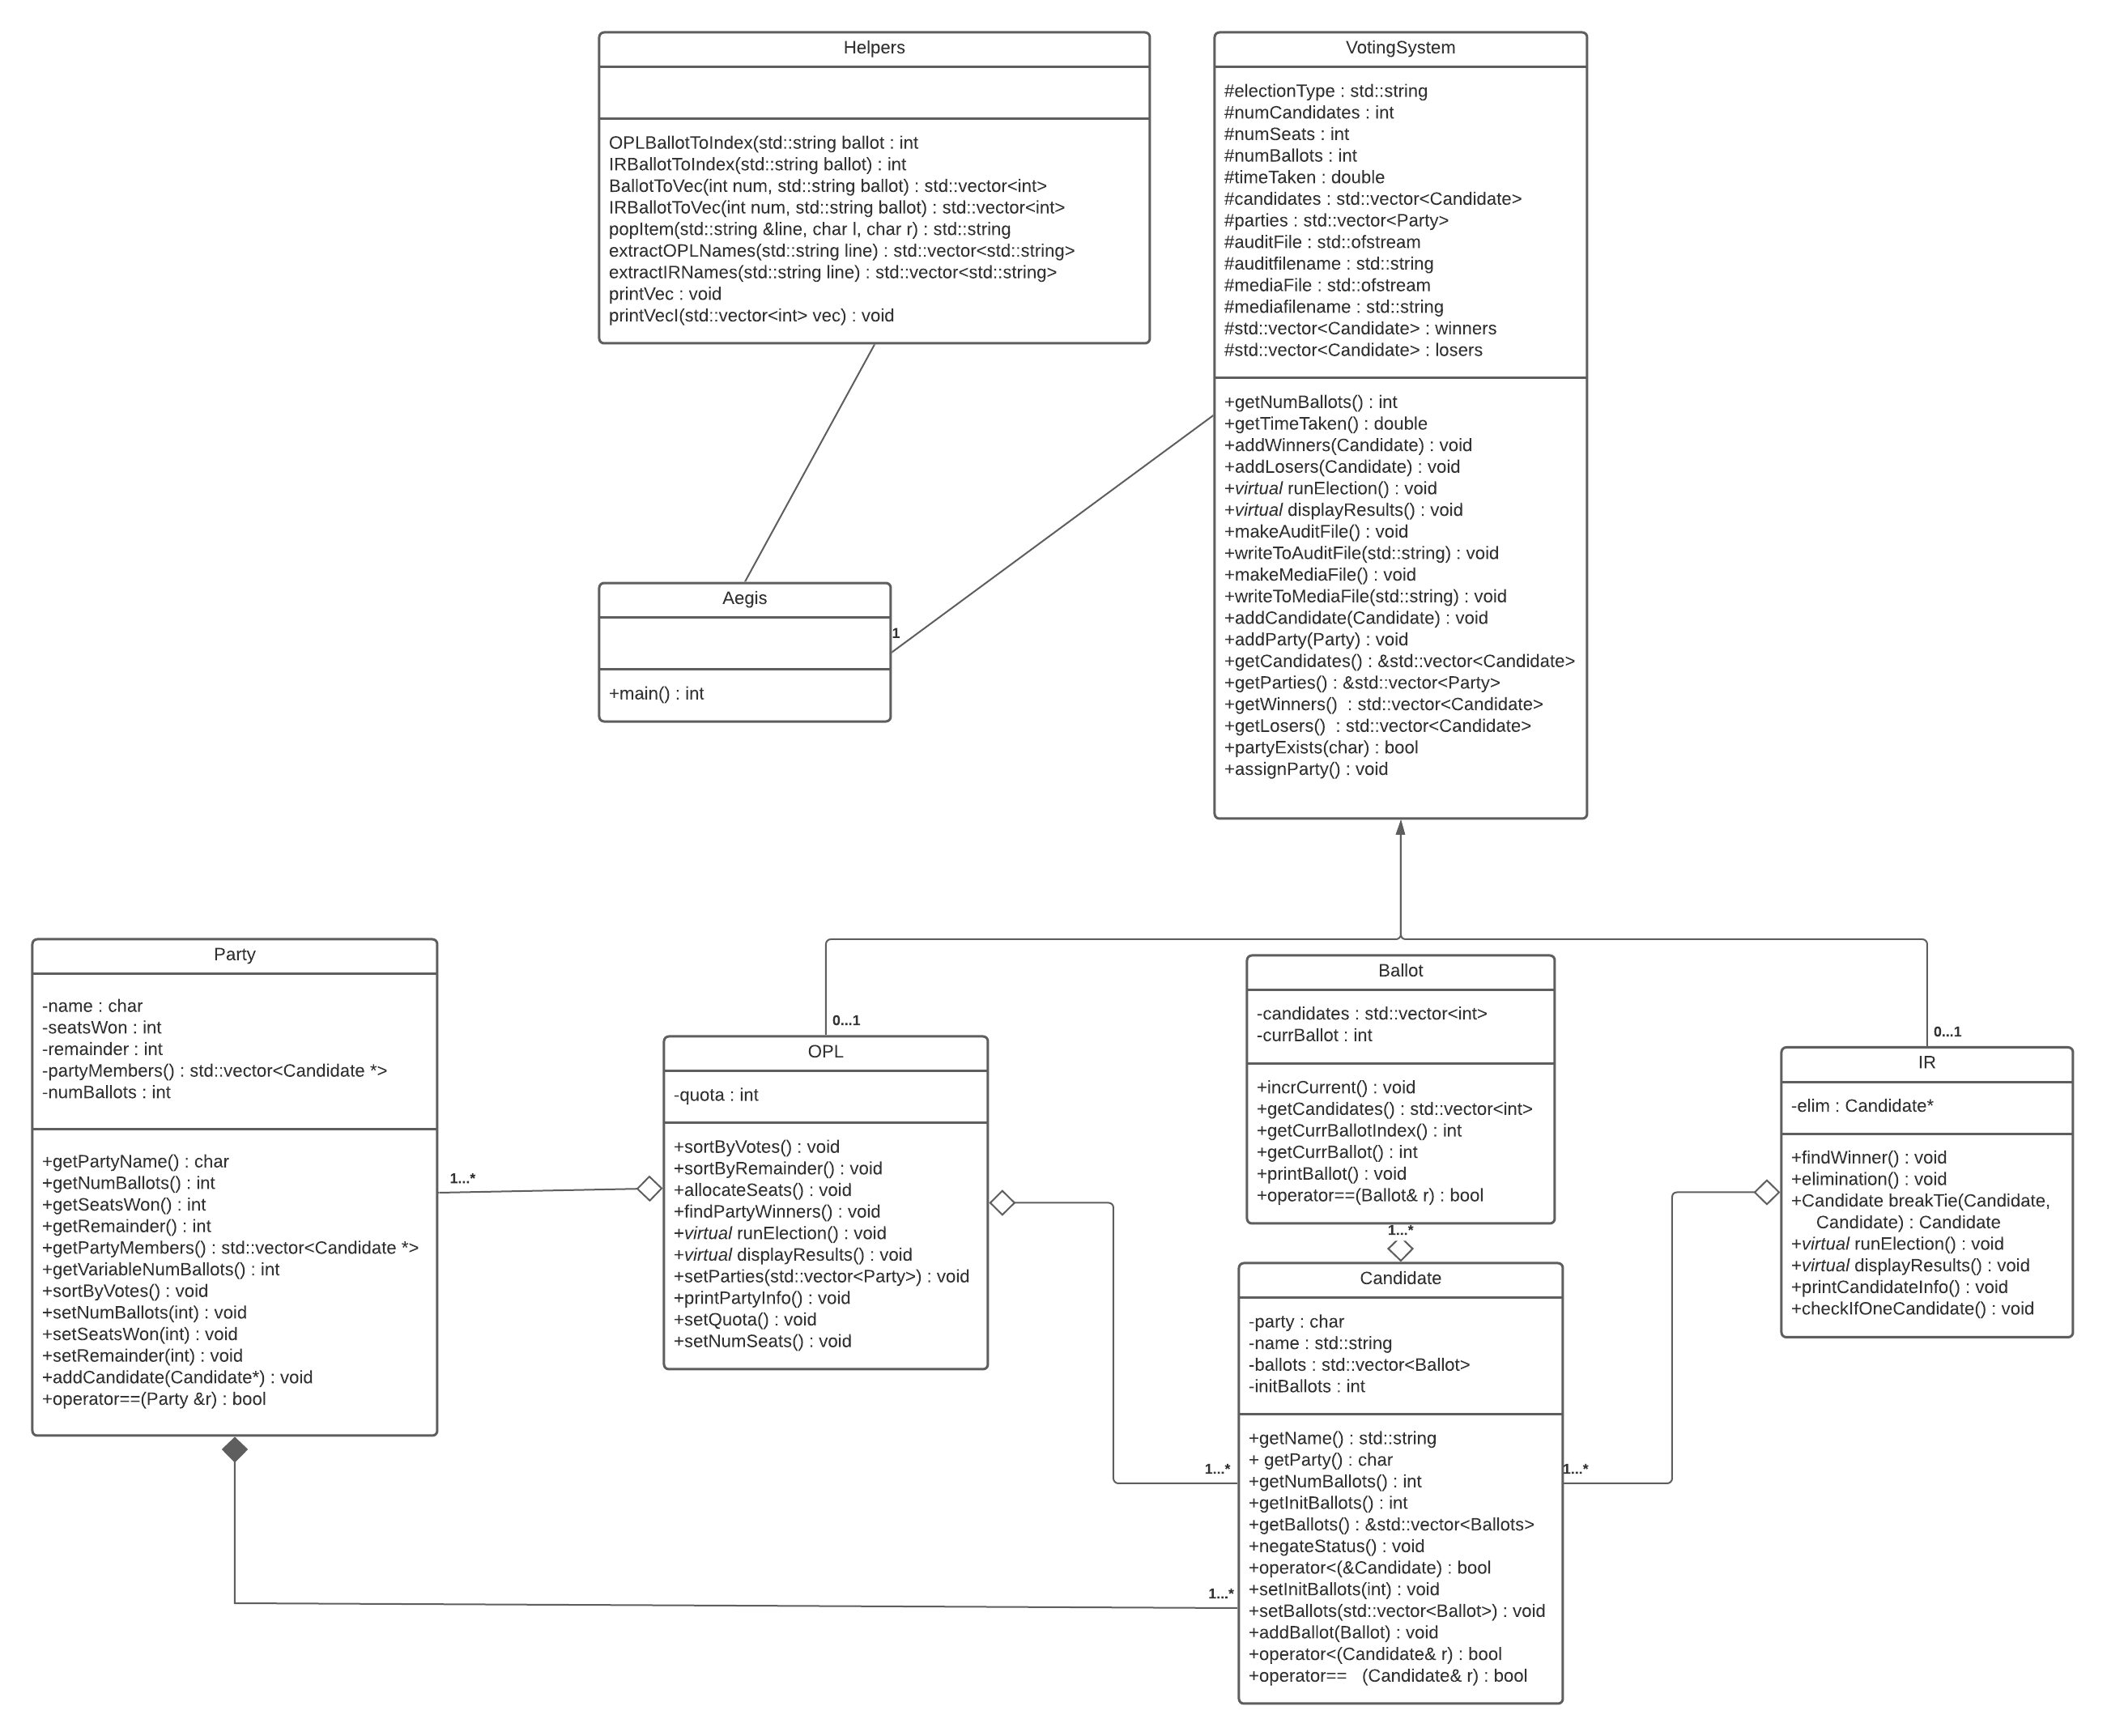 Helpers
OPLBallotToIndex(std::string ballot : int
IRBallotToIndex(std::string ballot) : int
BallotToVec(int num, std::string ballot) : std::vector<int>
IRBallotToVec(int num, std::string ballot) : std::vector<int>
popItem(std::string &line, char l, char r) : std::string
extractOPLNames(std::string line) : std::vector<std::string>
extractIRNames(std::string line) : std::vector<std::string>
printVec : void
printVecI(std::vector<int> vec) : void
VotingSystem
#electionType : std::string
#numCandidates : int
#numSeats : int
#numBallots : int
#timeTaken : double
#candidates : std::vector<Candidate>
#parties : std::vector<Party>
#auditFile : std::ofstream
#auditfilename : std::string
#mediaFile : std::ofstream
#mediafilename : std::string
#std::vector<Candidate> : winners
#std::vector<Candidate> : losers
+getNumBallots() : int
+getTimeTaken() : double
+addWinners(Candidate) : void
+addLosers(Candidate) : void
+virtual runElection() : void
+virtual displayResults() : void
+makeAuditFile() : void
+writeToAuditFile(std::string) : void
+makeMediaFile() : void
+writeToMediaFile(std::string) : void
+addCandidate(Candidate) : void
+addParty(Party) : void
+getCandidates() : &std::vector<Candidate>
+getParties() : &std::vector<Party>
+getWinners()  : std::vector<Candidate>
+getLosers()  : std::vector<Candidate>
+partyExists(char) : bool
+assignParty() : void
Aegis
+main() : int
1
Party
-name : char
-seatsWon : int
-remainder : int
-partyMembers() : std::vector<Candidate *>
-numBallots : int
+getPartyName() : char
+getNumBallots() : int
+getSeatsWon() : int
+getRemainder() : int
+getPartyMembers() : std::vector<Candidate *>
+getVariableNumBallots() : int
+sortByVotes() : void
+setNumBallots(int) : void
+setSeatsWon(int) : void
+setRemainder(int) : void
+addCandidate(Candidate*) : void
+operator==(Party &r) : bool
1...*
0...1
OPL
-quota : int
+sortByVotes() : void
+sortByRemainder() : void
+allocateSeats() : void
+findPartyWinners() : void
+virtual runElection() : void
+virtual displayResults() : void
+setParties(std::vector<Party>) : void
+printPartyInfo() : void
+setQuota() : void
+setNumSeats() : void
Ballot
-candidates : std::vector<int>
-currBallot : int
+incrCurrent() : void
+getCandidates() : std::vector<int>
+getCurrBallotIndex() : int
+getCurrBallot() : int
+printBallot() : void
+operator==(Ballot& r) : bool
1...*
Candidate
-party : char
-name : std::string
-ballots : std::vector<Ballot>
-initBallots : int
+getName() : std::string
+ getParty() : char
+getNumBallots() : int
+getInitBallots() : int
+getBallots() : &std::vector<Ballots>
+negateStatus() : void
+operator<(&Candidate) : bool
+setInitBallots(int) : void
+setBallots(std::vector<Ballot>) : void
+addBallot(Ballot) : void
+operator<(Candidate& r) : bool
+operator==   (Candidate& r) : bool
1...*
1...*
1...*
0...1
IR
-elim : Candidate*
+findWinner() : void
+elimination() : void
+Candidate breakTie(Candidate,
Candidate) : Candidate
+virtual runElection() : void
+virtual displayResults() : void
+printCandidateInfo() : void
+checkIfOneCandidate() : void